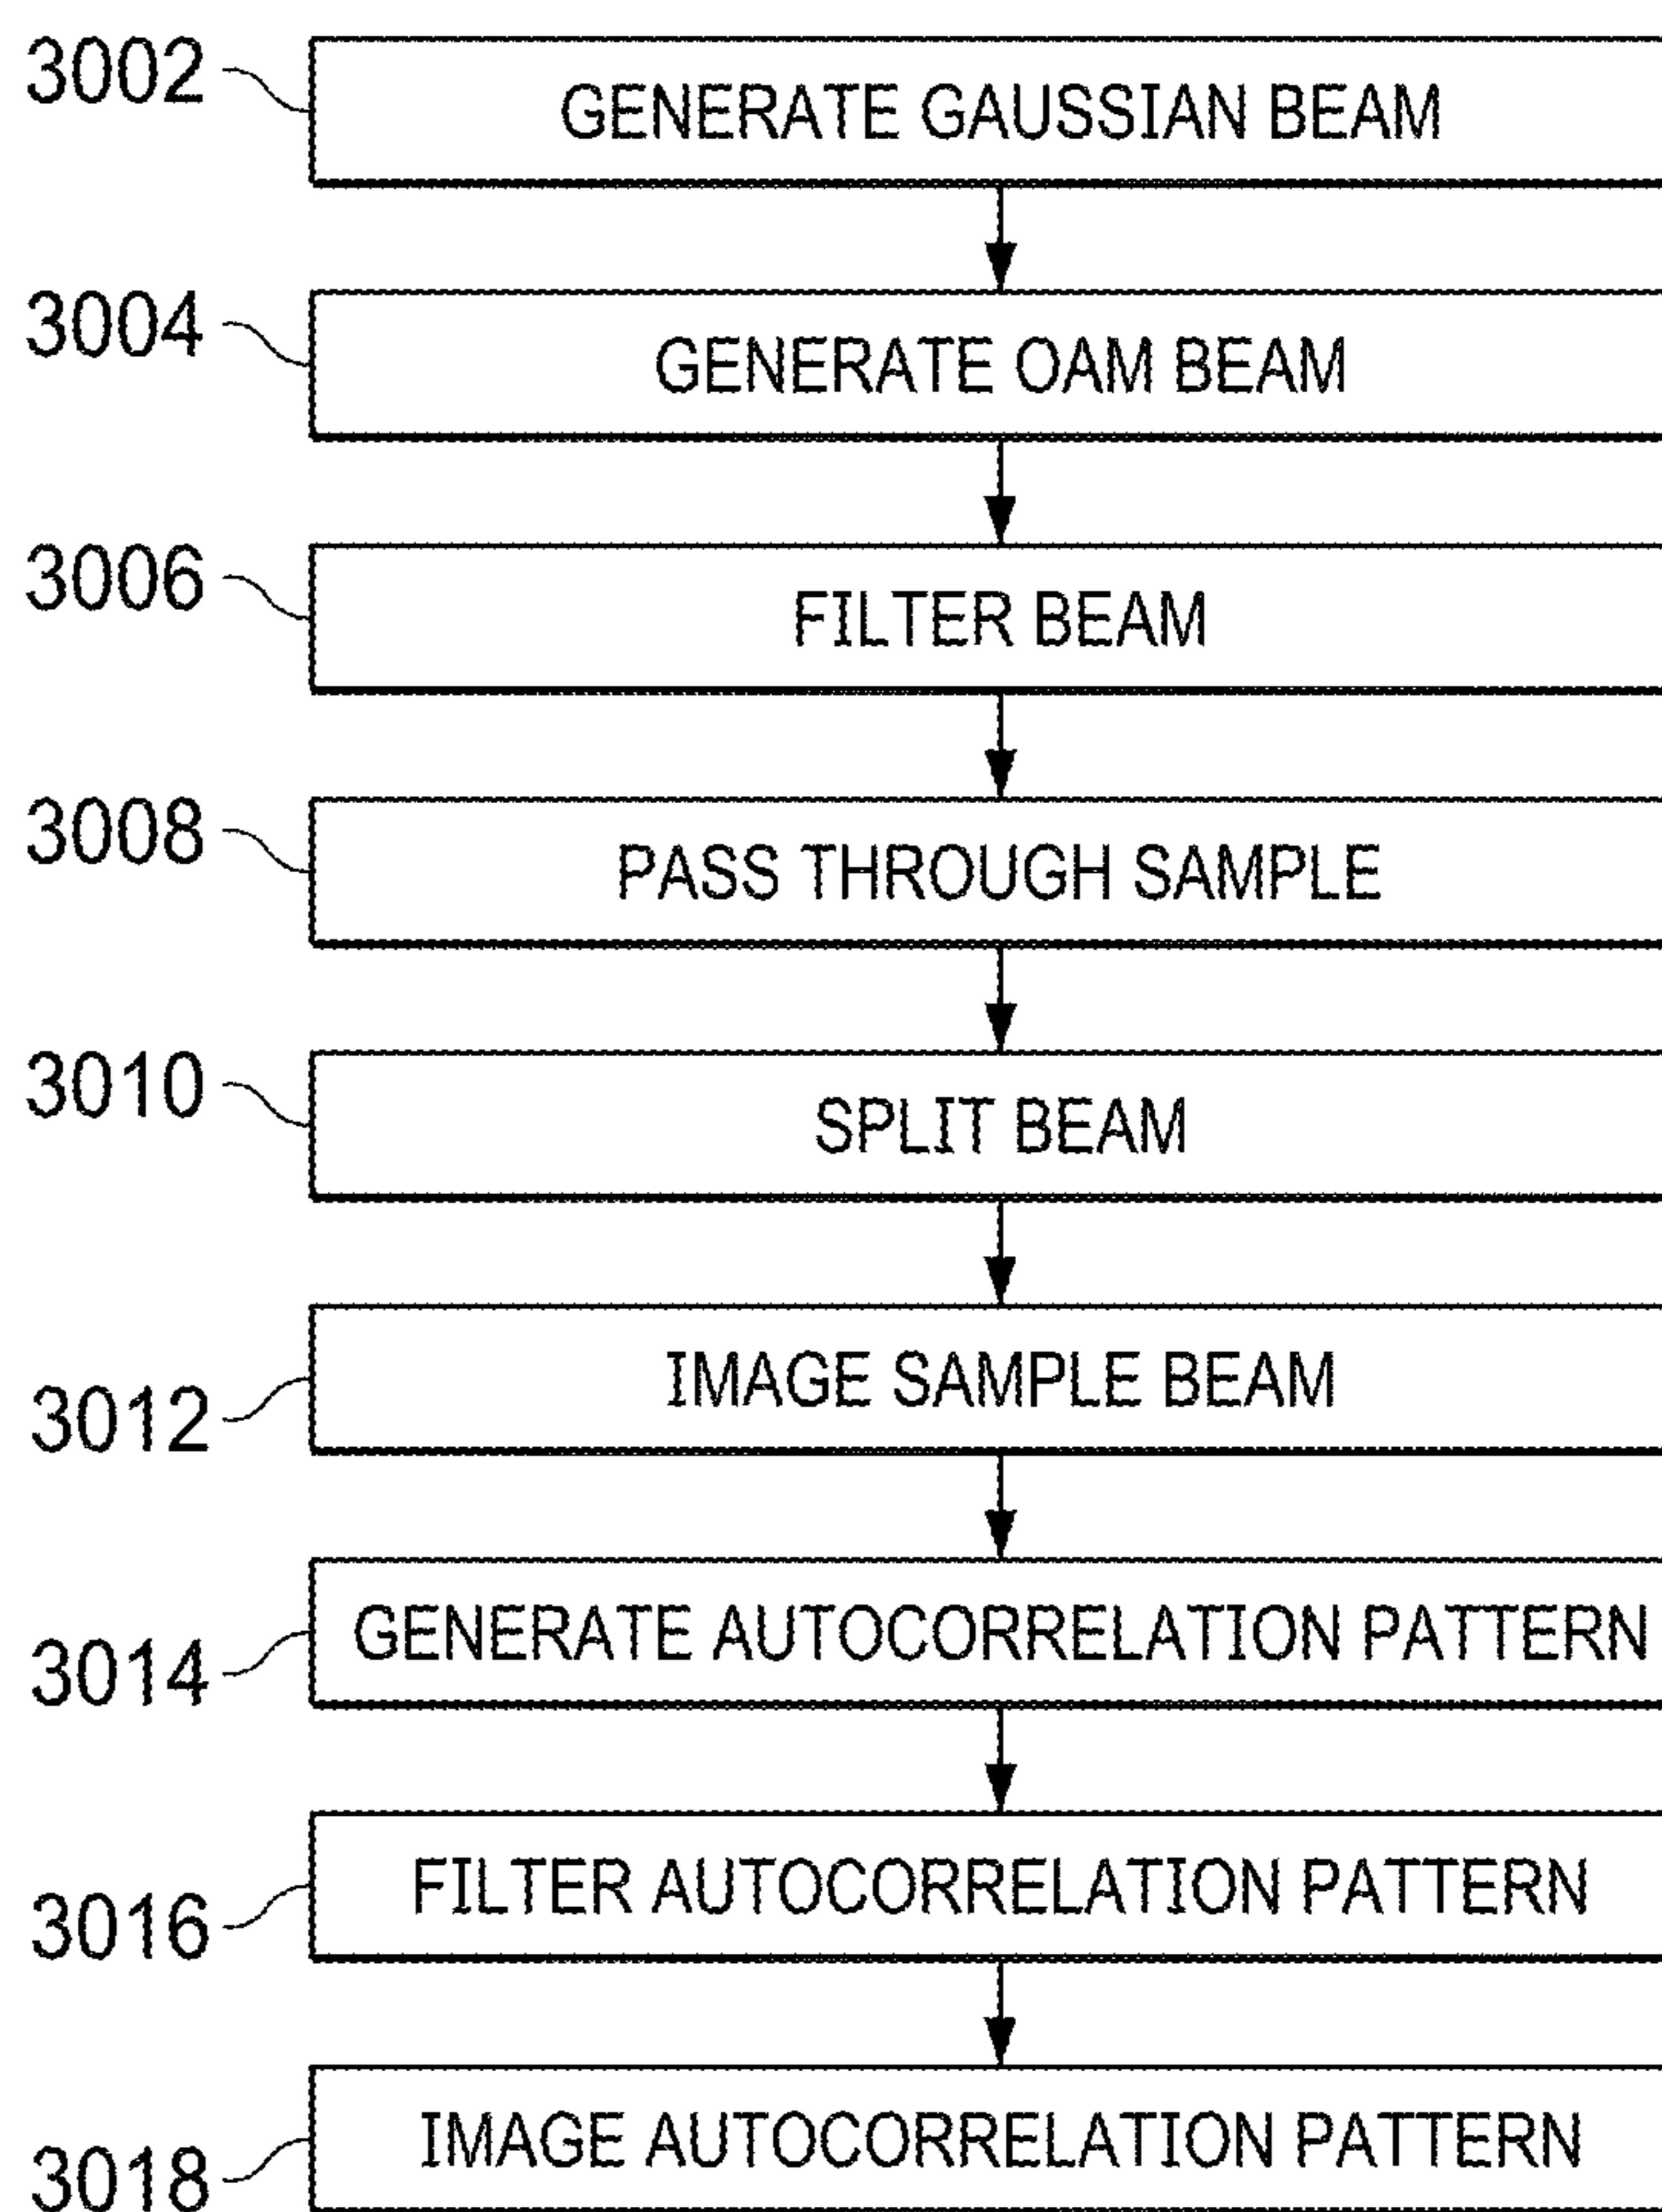 3002 GENERATE GAUSSIAN BEAM
3004 GENERATE OAM BEAM
3006 FILTER BEAM
3008 PASS THROUGH SAMPLE
3010 SPLIT BEAM
3012 IMAGE SAMPLE BEAM
3014 GENERATE AUTOCORRELATION PATTERN
3016 FILTER AUTOCORRELATION PATTERN
3018 IMAGE AUTOCORRELATION PATTERN